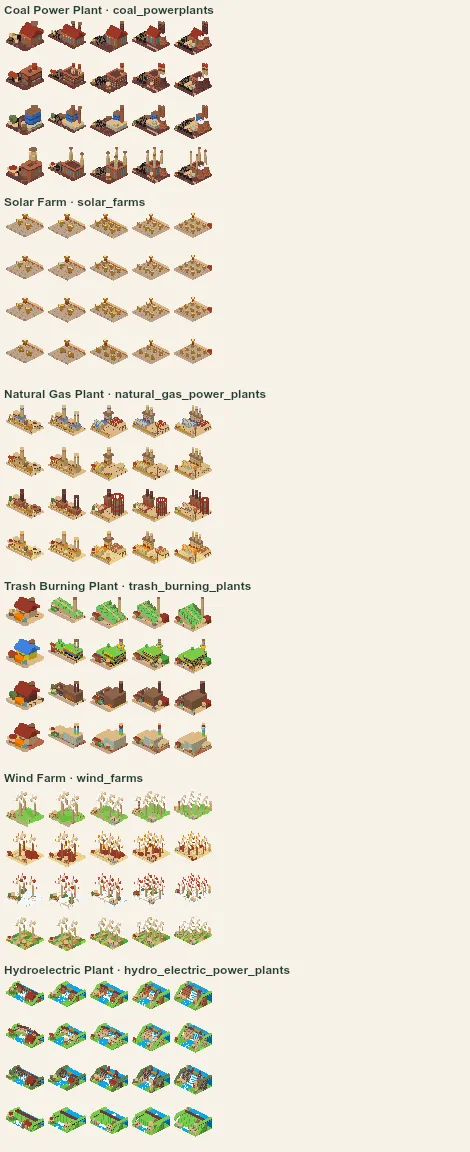 Coal Power Plant · coal_powerplants
Solar Farm · solar_farms
Natural Gas Plant · natural_gas_power_plants
Trash Burning Plant · trash_burning_plants
Wind Farm · wind_farms
Hydroelectric Plant · hydro_electric_power_plants